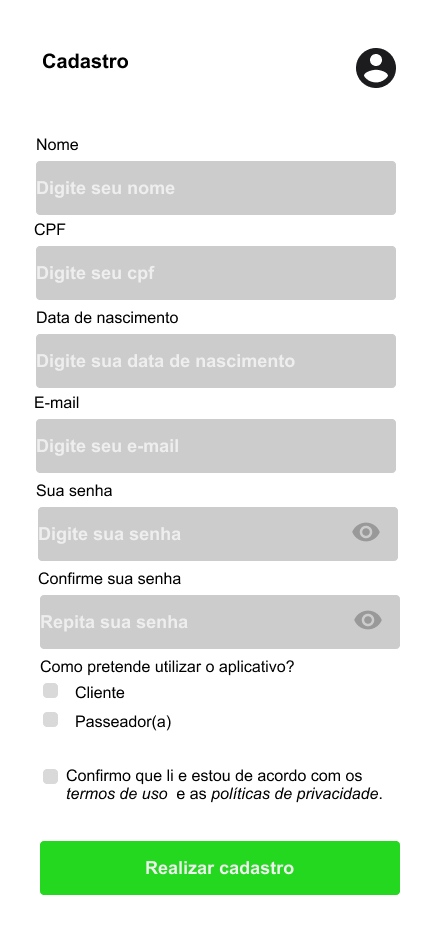 Cadastro
Nome
Digite seu nome
CPF
Digite seu cpf
Data de nascimento
Digite sua data de nascimento
E-mail
Digite seu e-mail
Sua senha
Digite sua senha
Confirme sua senha
Repita sua senha
Como pretende utilizar o aplicativo?
Cliente
Passeador(a)
Confirmo que li e estou de acordo com os
termos de uso e as políticas de privacidade.
Realizar cadastro